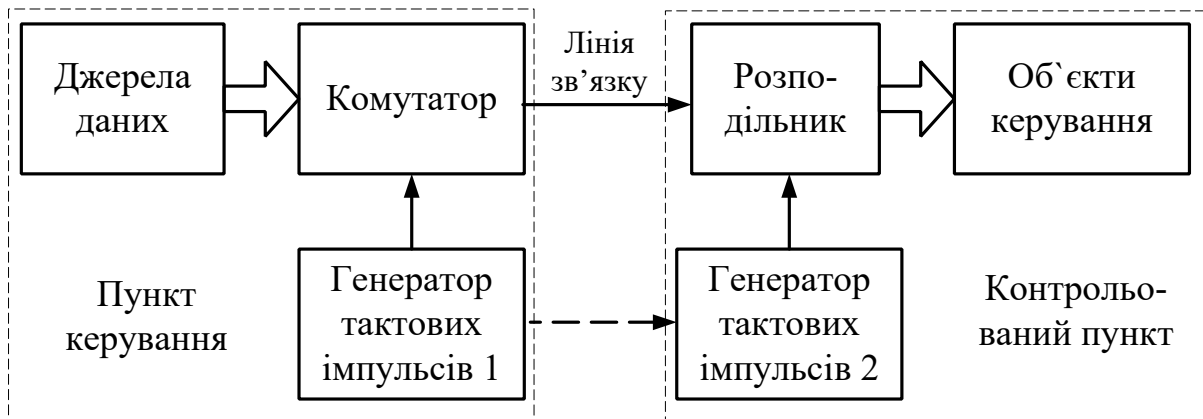 Джерела
даних
Комутатор
Лінія
зв’язку
Розпо-
дільник
Об`єкти
керування
Пункт
керування
Генератор
тактових
імпульсів 1
Генератор
тактових
імпульсів 2
Контрольо-
ваний пункт